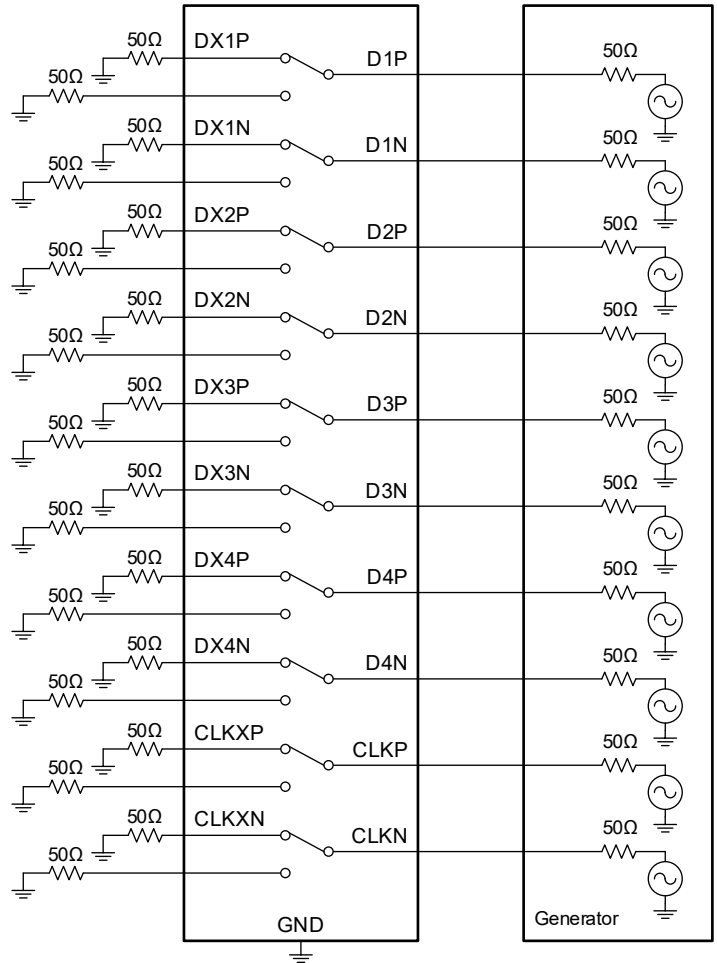 50Ω DX1P D1P 50Ω
50Ω
50Ω DX1N D1N 50Ω
50Ω
50Ω DX2P D2P 50Ω
50Ω
50Ω DX2N D2N 50Ω
50Ω
50Ω DX3P D3P 50Ω
50Ω
50Ω DX3N D3N 50Ω
50Ω
50Ω DX4P D4P 50Ω
50Ω
50Ω DX4N D4N 50Ω
50Ω
50Ω CLKXP CLKP 50Ω
50Ω
50Ω CLKXN CLKN 50Ω
50Ω
GND
Generator